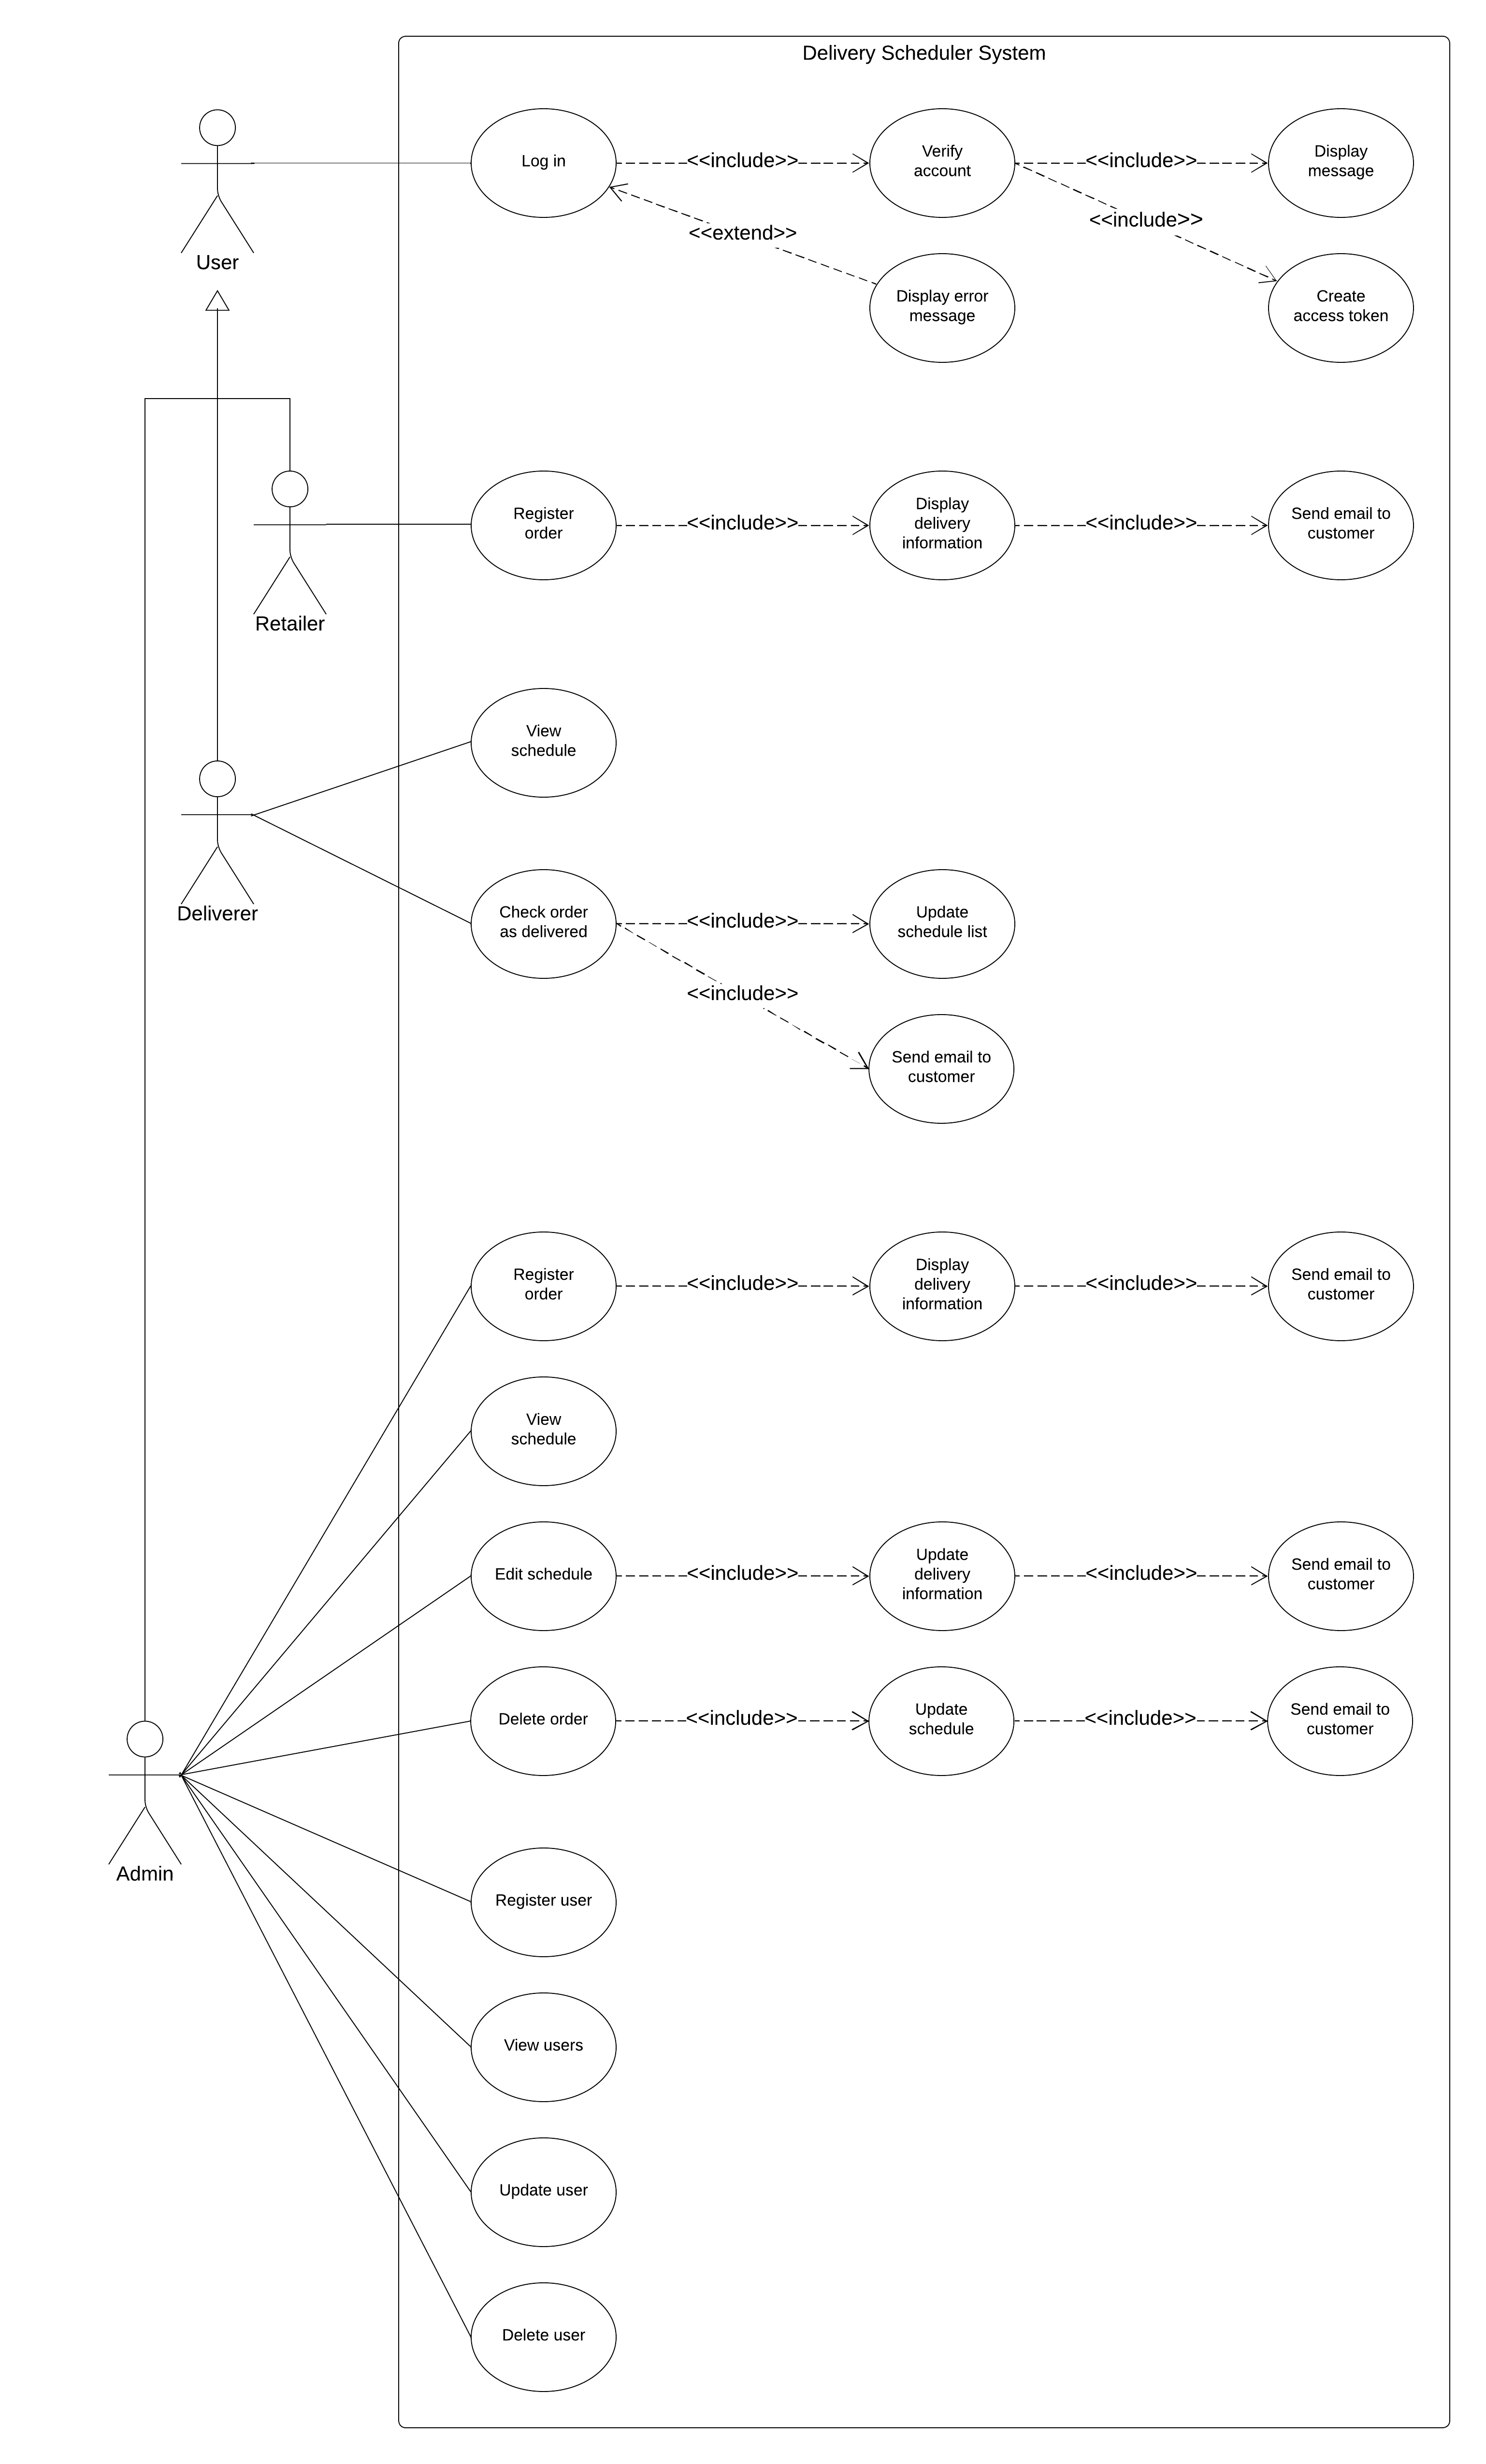 Delivery Scheduler System
User
Log in
<<include>>
Verify
account
<<include>>
Display
message
<<extend>>
<<include>>
Display error
message
Create
access token
Retailer
Register
order
<<include>>
Display
delivery
information
<<include>>
Send email to
customer
Deliverer
View
schedule
Check order
as delivered
<<include>>
Update
schedule list
<<include>>
Send email to
customer
Register
order
<<include>>
Display
delivery
information
<<include>>
Send email to
customer
View
schedule
Edit schedule
<<include>>
Update
delivery
information
<<include>>
Send email to
customer
Delete order
<<include>>
Update
schedule
<<include>>
Send email to
customer
Admin
Register user
View users
Update user
Delete user